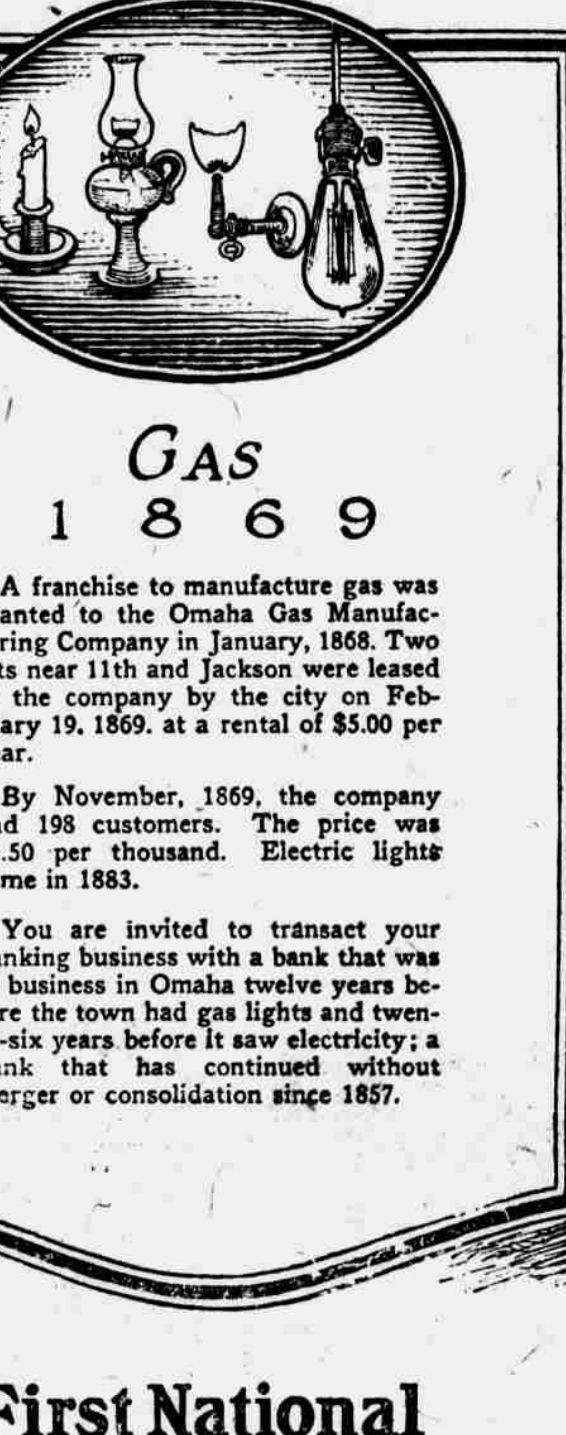 GAS
1 8 6 9
A franchise to manufacture gas was
anted to the Omaha Gas Manufac-
ring Company in January, 1868. Two
ts near 11th and Jackson were leased
the company by the city on Feb-
ary 19. 1869. at a rental of $5.00 per
ar.
By November, 1869, the company
d 198 customers. The price was
.50 per thousand. Electric lights
me in 1883.
You are invited to transact your
nking business with a bank that was
business in Omaha twelve years be-
re the town had gas lights and twen-
-six years before it saw electricity; a
nk that has continued without
erger or consolidation since 1857.
First National